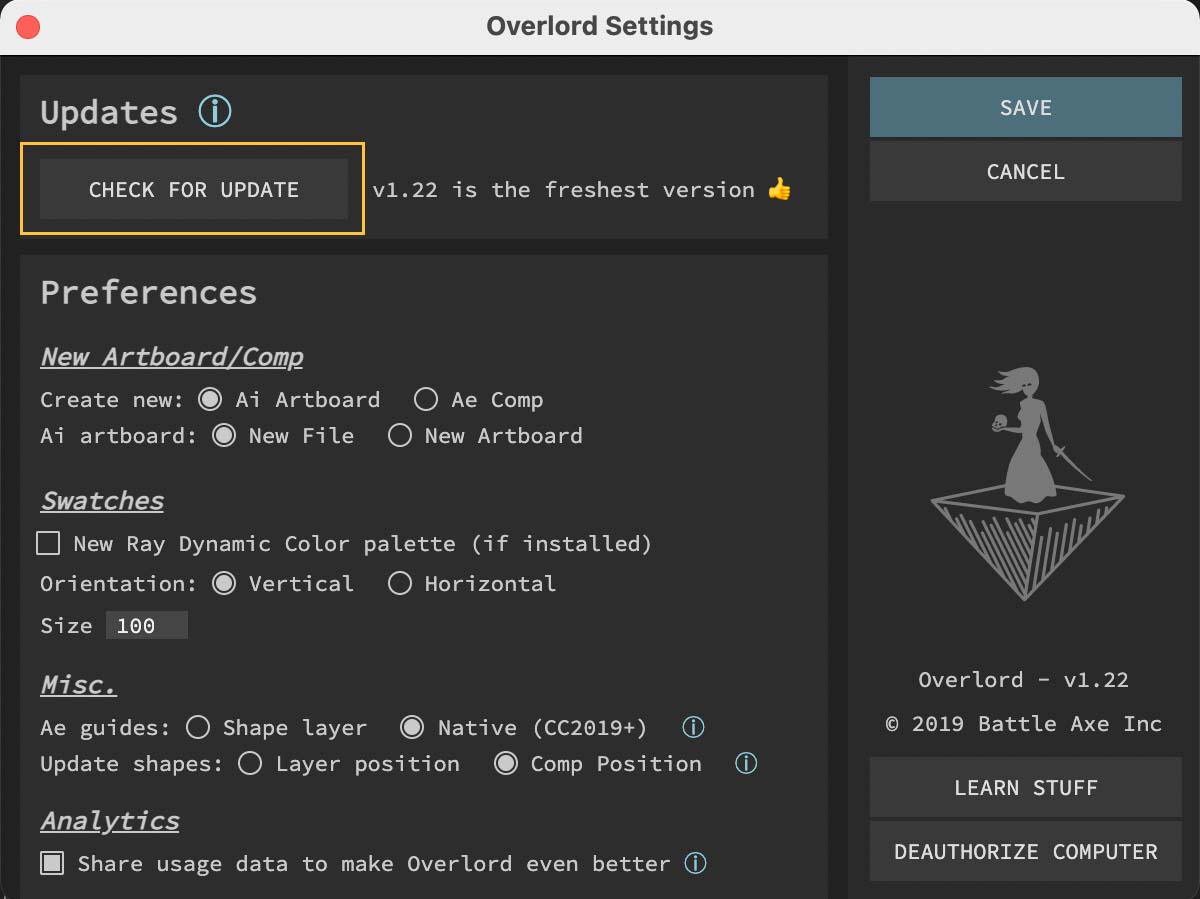 Overlord Settings
Updates ⓘ
CHECK FOR UPDATE
v1.22 is the freshest version 👍
Preferences
New Artboard/Comp
Create new: Ai Artboard Ae Comp
Ai artboard: New File New Artboard
Swatches
New Ray Dynamic Color palette (if installed)
Orientation: Vertical Horizontal
Size 100
Misc.
Ae guides: Shape layer Native (CC2019+) ⓘ
Update shapes: Layer position Comp Position ⓘ
Analytics
Share usage data to make Overlord even better ⓘ
SAVE
CANCEL
Overlord - v1.22
© 2019 Battle Axe Inc
LEARN STUFF
DEAUTHORIZE COMPUTER